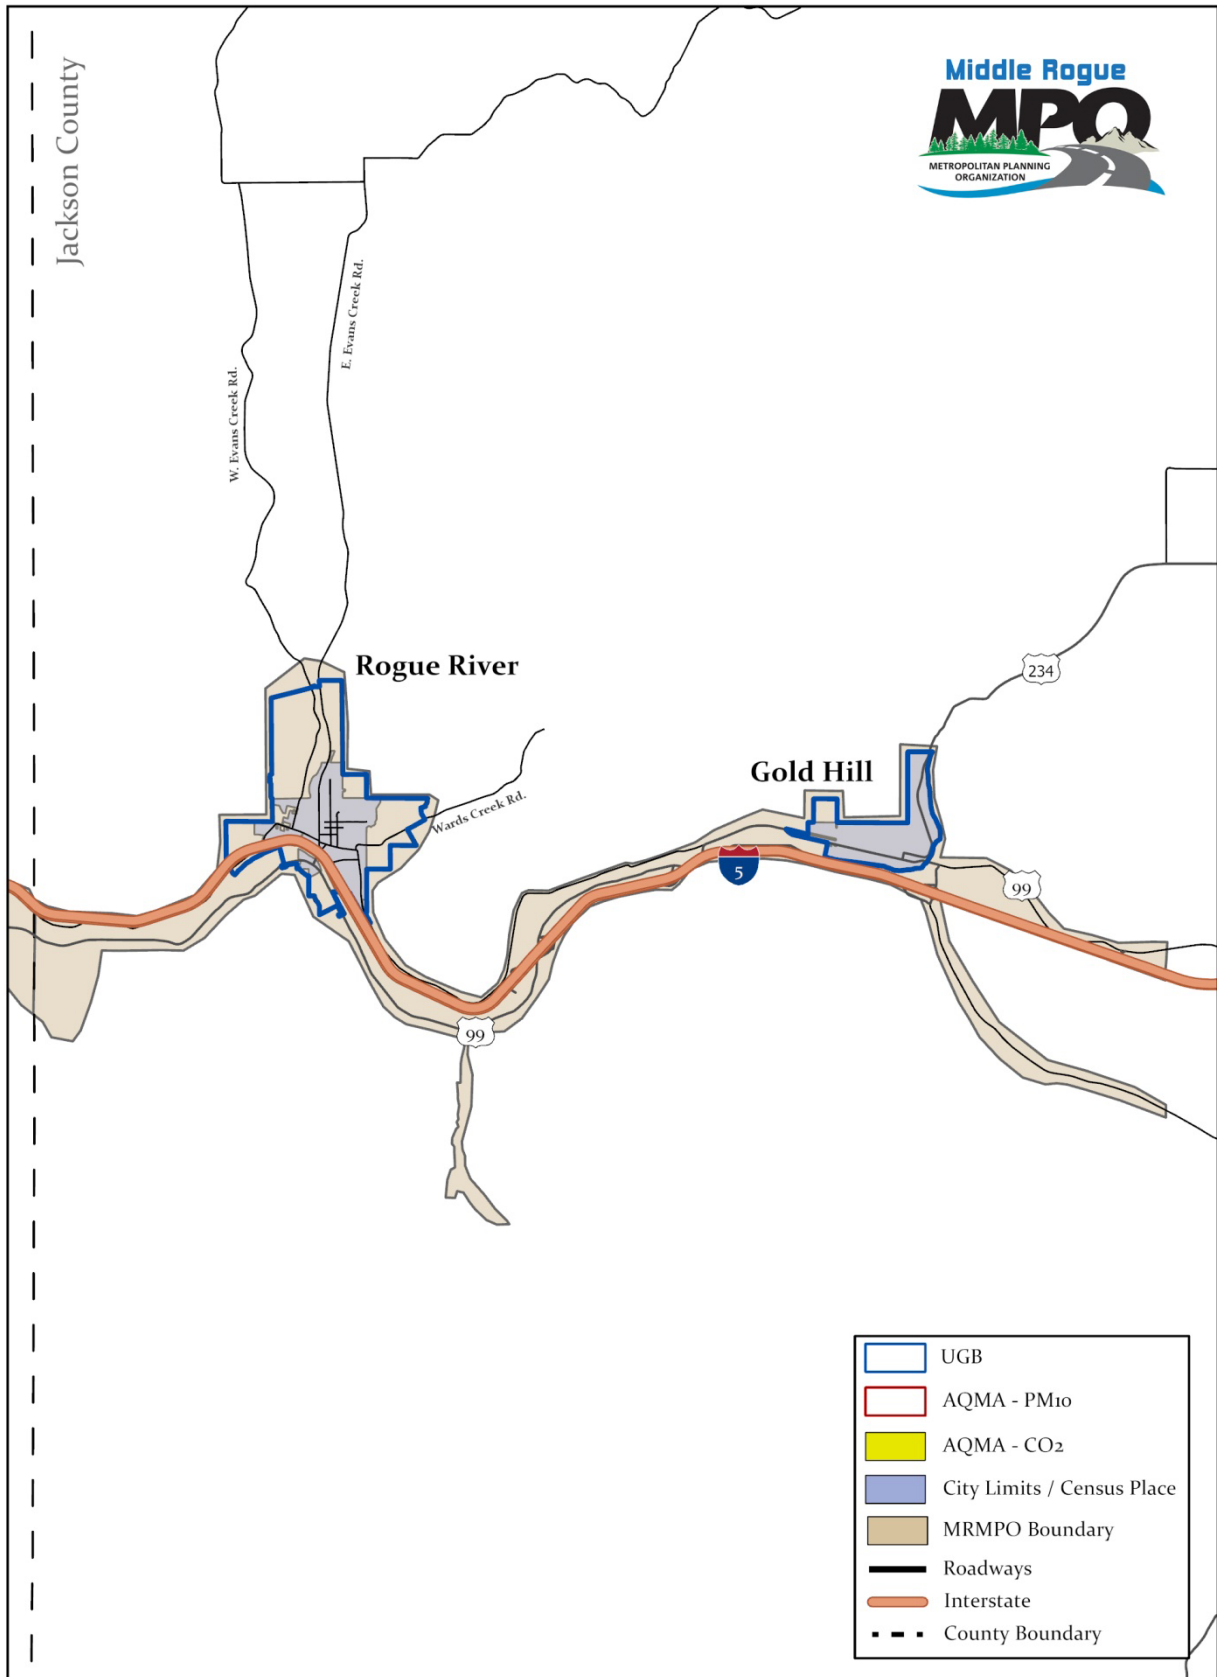 Jackson County
Middle Rogue
MPO
METROPOLITAN PLANNING
ORGANIZATION
W. Evans Creek Rd.
E. Evans Creek Rd.
Rogue River
234
Gold Hill
Wards Creek Rd.
5
99
99
UGB
AQMA - PM10
AQMA - CO2
City Limits / Census Place
MRMPO Boundary
Roadways
Interstate
County Boundary